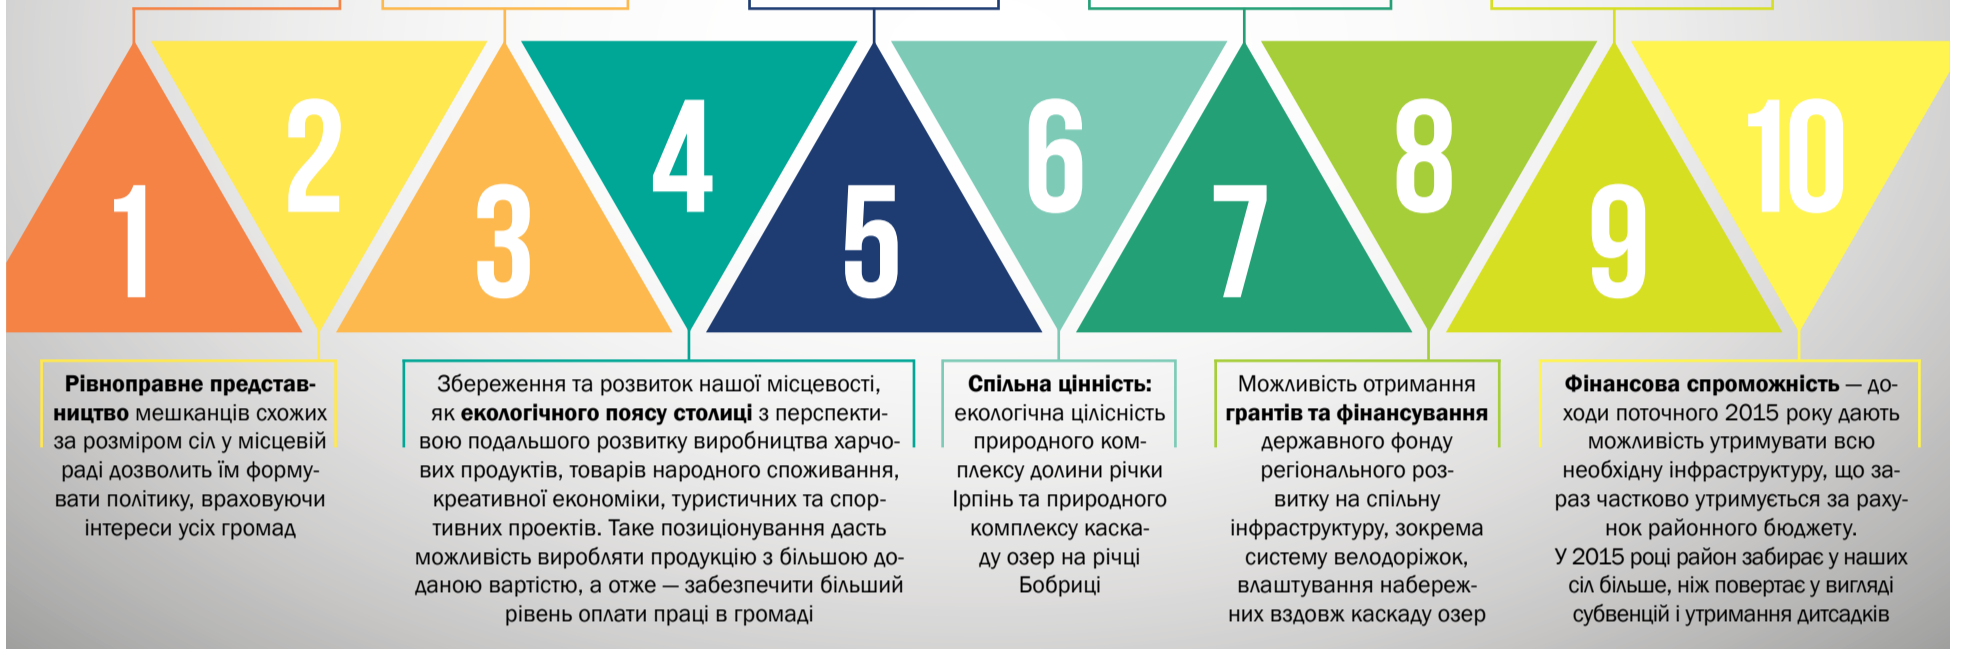 1
2
3
4
5
6
7
8
9
10
Рівноправне представ-
ництво мешканців схожих
за розміром сіл у місцевій
раді дозволить їм форму-
вати політику, враховуючи
інтереси усіх громад
Збереження та розвиток нашої місцевості,
як екологічного поясу столиці з перспекти-
вою подальшого розвитку виробництва харчо-
вих продуктів, товарів народного споживання,
креативної економіки, туристичних та спор-
тивних проектів. Таке позиціонування дасть
можливість виробляти продукцію з більшою до-
даною вартістю, а отже — забезпечити більший
рівень оплати праці в громаді
Спільна цінність:
екологічна цілісність
природного ком-
плексу долини річки
Ірпінь та природного
комплексу каска-
ду озер на річці
Бобриці
Можливість отримання
грантів та фінансування
державного фонду
регіонального роз-
витку на спільну
інфраструктуру, зокрема
систему велодоріжок,
влаштування набереж-
них вздовж каскаду озер
Фінансова спроможність — до-
ходи поточного 2015 року дають
можливість утримувати всю
необхідну інфраструктуру, що за-
раз частково утримується за раху-
нок районного бюджету.
У 2015 році район забирає у наших
сіл більше, ніж повертає у вигляді
субвенцій і утримання дитсадків